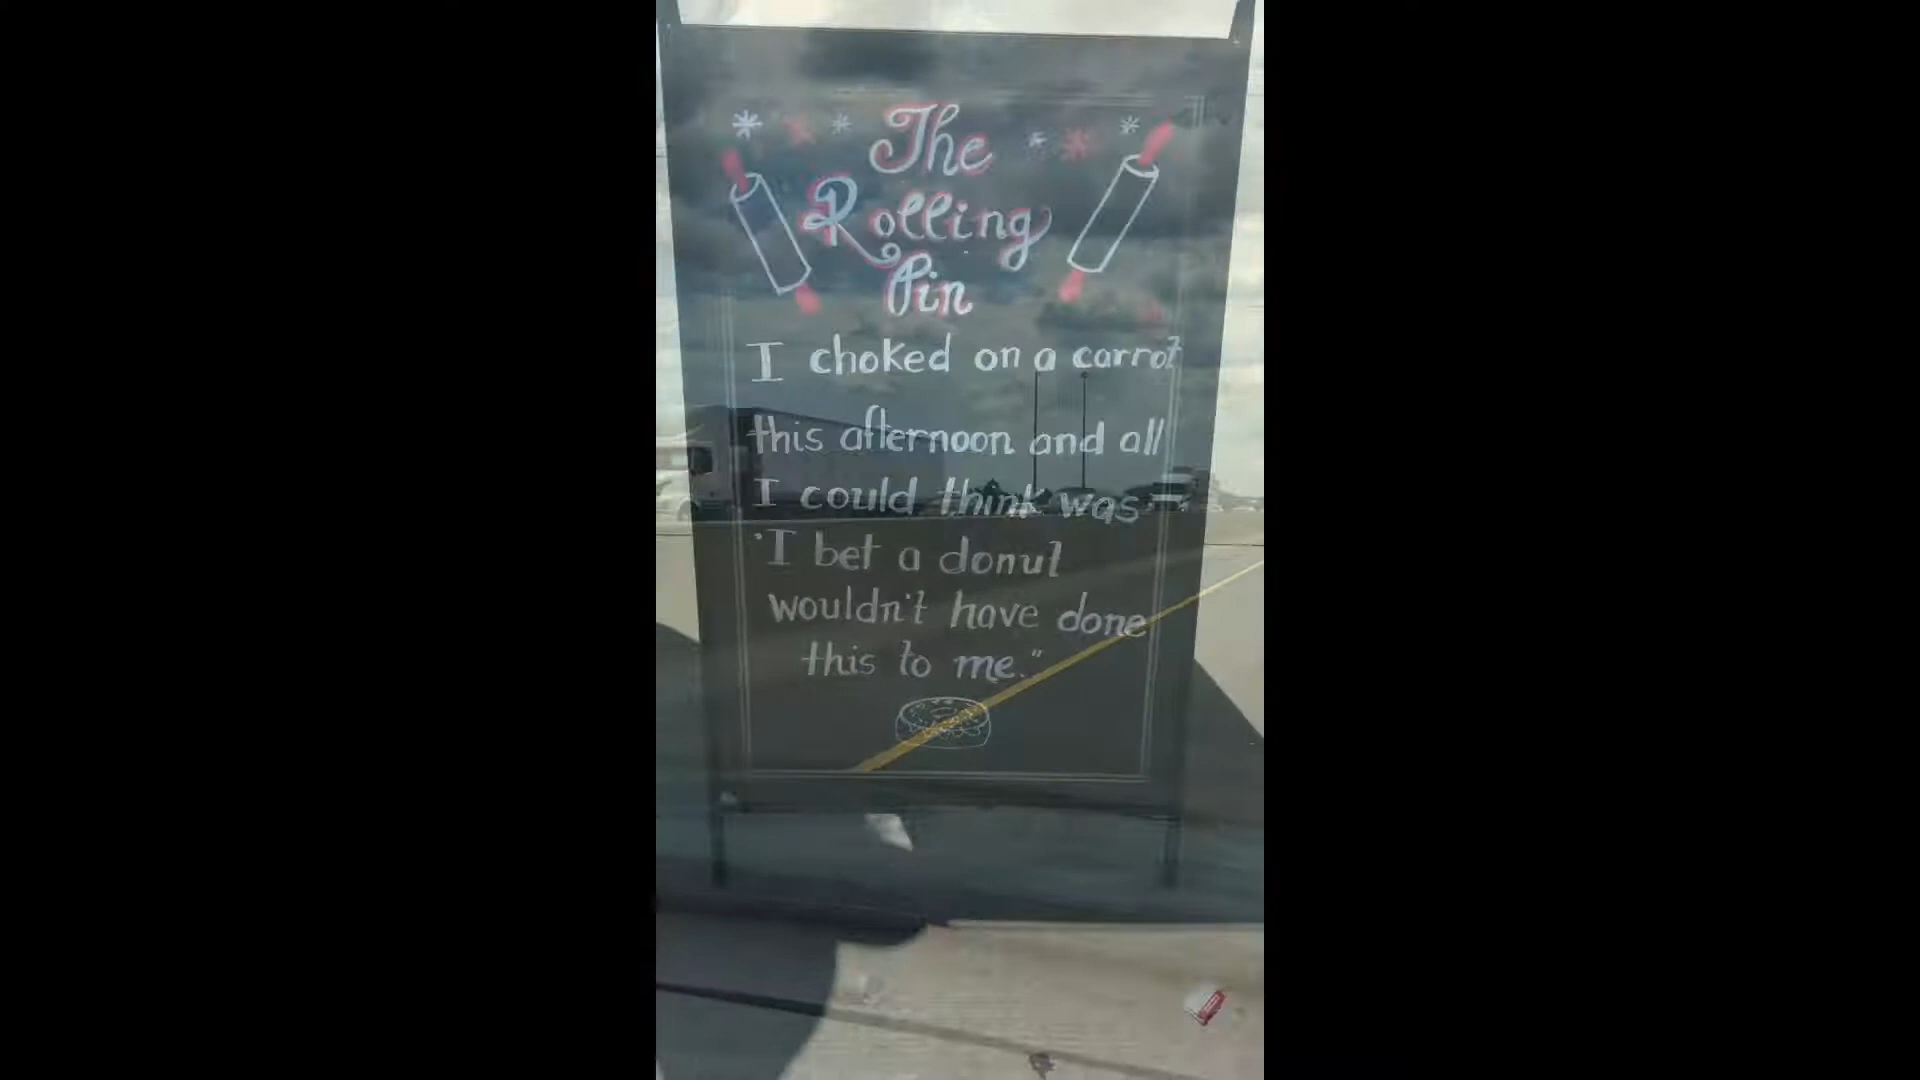 The
Rolling
Pin
I choked on a carrot
this afternoon and all
I could think was
"I bet a donut
wouldn't have done
this to me."